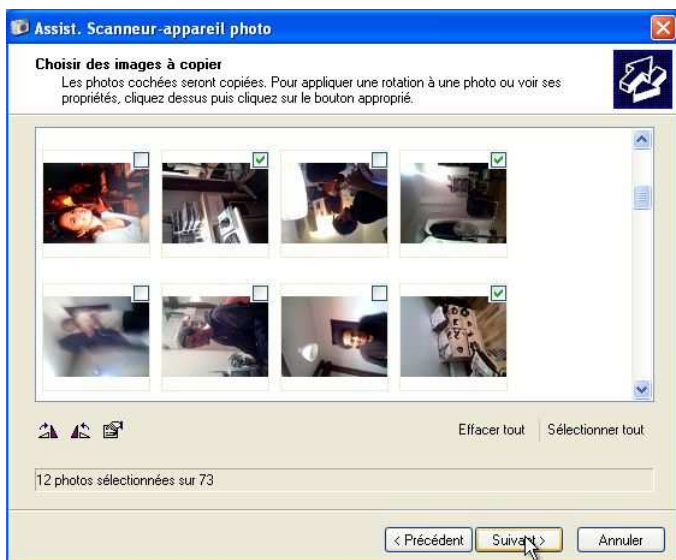 Assist. Scanneur-appareil photo
Choisir des images à copier
Les photos cochées seront copiées. Pour appliquer une rotation à une photo ou voir ses
propriétés, cliquez dessus puis cliquez sur le bouton approprié.
Effacer tout Sélectionner tout
12 photos sélectionnées sur 73
< Précédent Suivant > Annuler